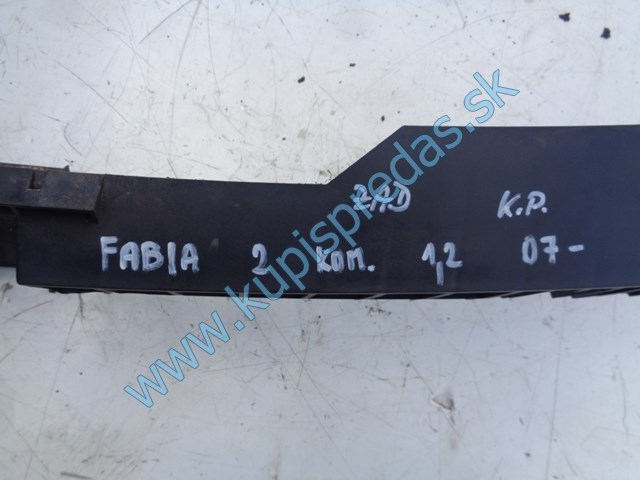 ZAD K.P.
FABIA 2 KOM. 1,2 07-
www.kupispredas.sk